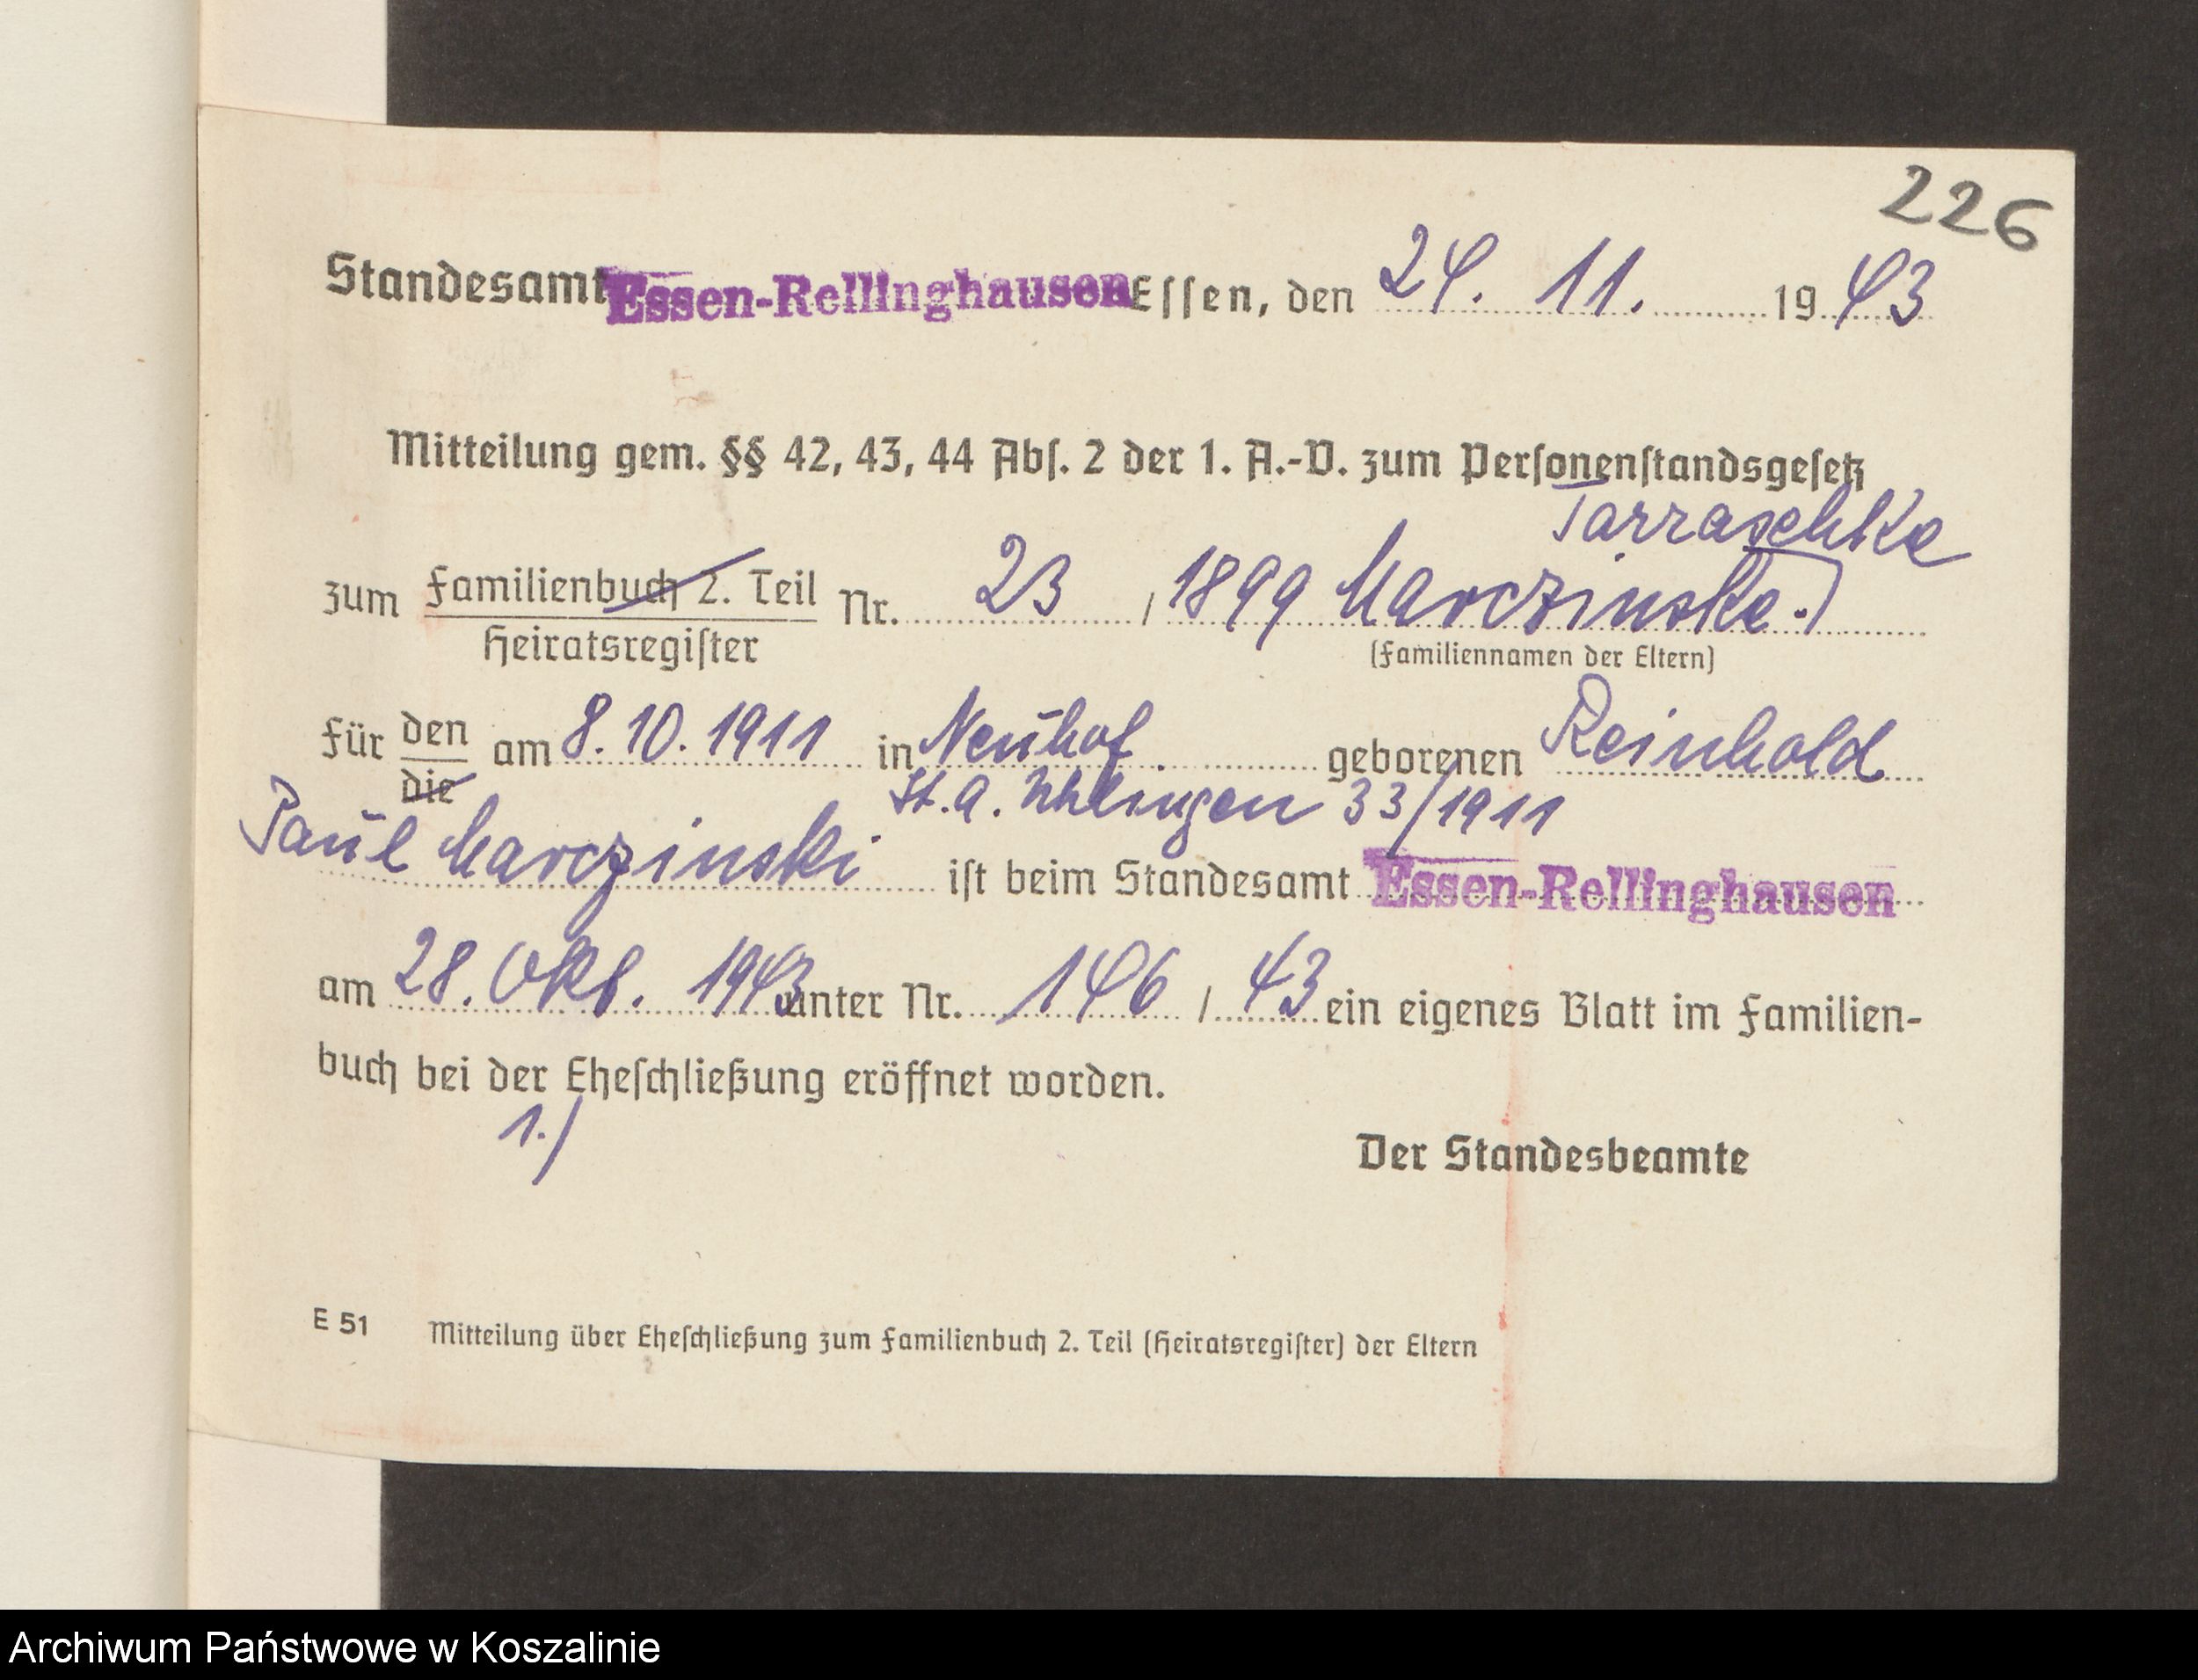 226
Standesamt Essen-Rellinghausen Essen, den 24. 11. 1943
Mitteilung gem. §§ 42, 43, 44 Abs. 2 der 1. A.-V. zum Personenstandsgesetz
Tarraschke
zum Familienbuch 2. Teil Nr. 23 / 1899 Marczinske
Heiratsregister
(Familiennamen der Eltern)
Für den am 8. 10. 1911 in Neuhof geborenen Reinhold
die
St. A. 33/1911
Paul Marczinski ist beim Standesamt Essen-Rellinghausen
am 28. Okt. 1943 unter Nr. 146 / 43 ein eigenes Blatt im Familien-
buch bei der Eheschließung eröffnet worden.
1./
Der Standesbeamte
E 51 Mitteilung über Eheschließung zum Familienbuch 2. Teil (Heiratsregister) der Eltern
Archiwum Państwowe w Koszalinie